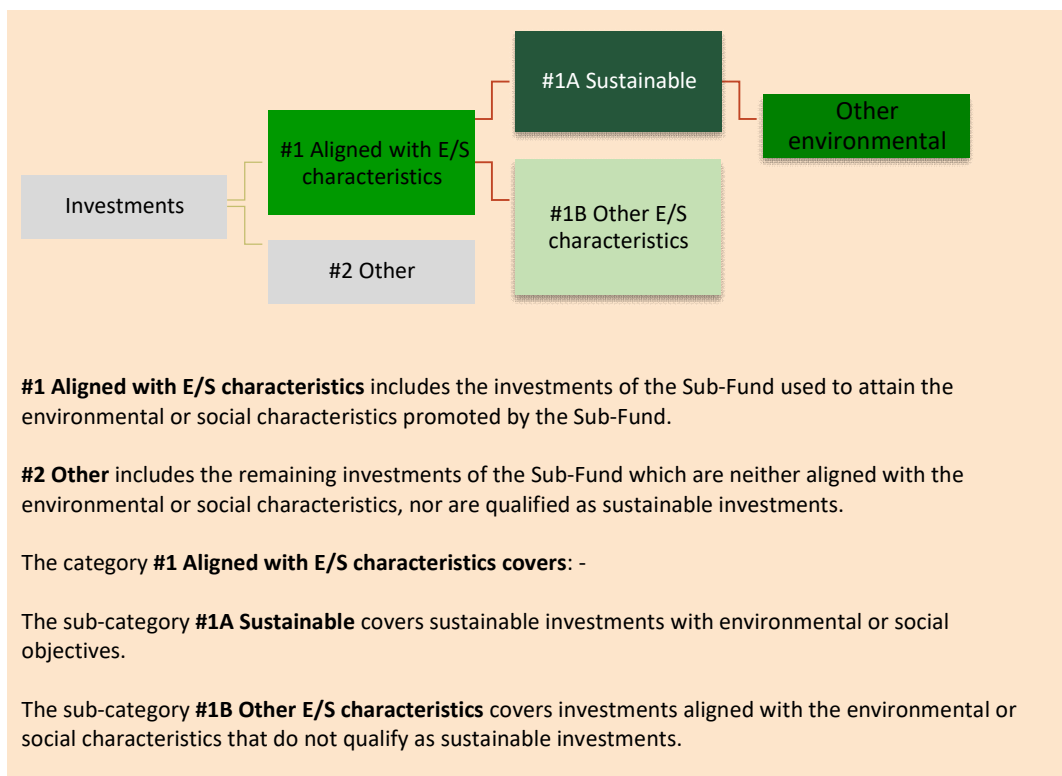 #1A Sustainable
Other
environmental
#1 Aligned with E/S
characteristics
Investments
#1B Other E/S
characteristics
#2 Other
#1 Aligned with E/S characteristics includes the investments of the Sub-Fund used to attain the
environmental or social characteristics promoted by the Sub-Fund.
#2 Other includes the remaining investments of the Sub-Fund which are neither aligned with the
environmental or social characteristics, nor are qualified as sustainable investments.
The category #1 Aligned with E/S characteristics covers: -
The sub-category #1A Sustainable covers sustainable investments with environmental or social
objectives.
The sub-category #1B Other E/S characteristics covers investments aligned with the environmental or
social characteristics that do not qualify as sustainable investments.